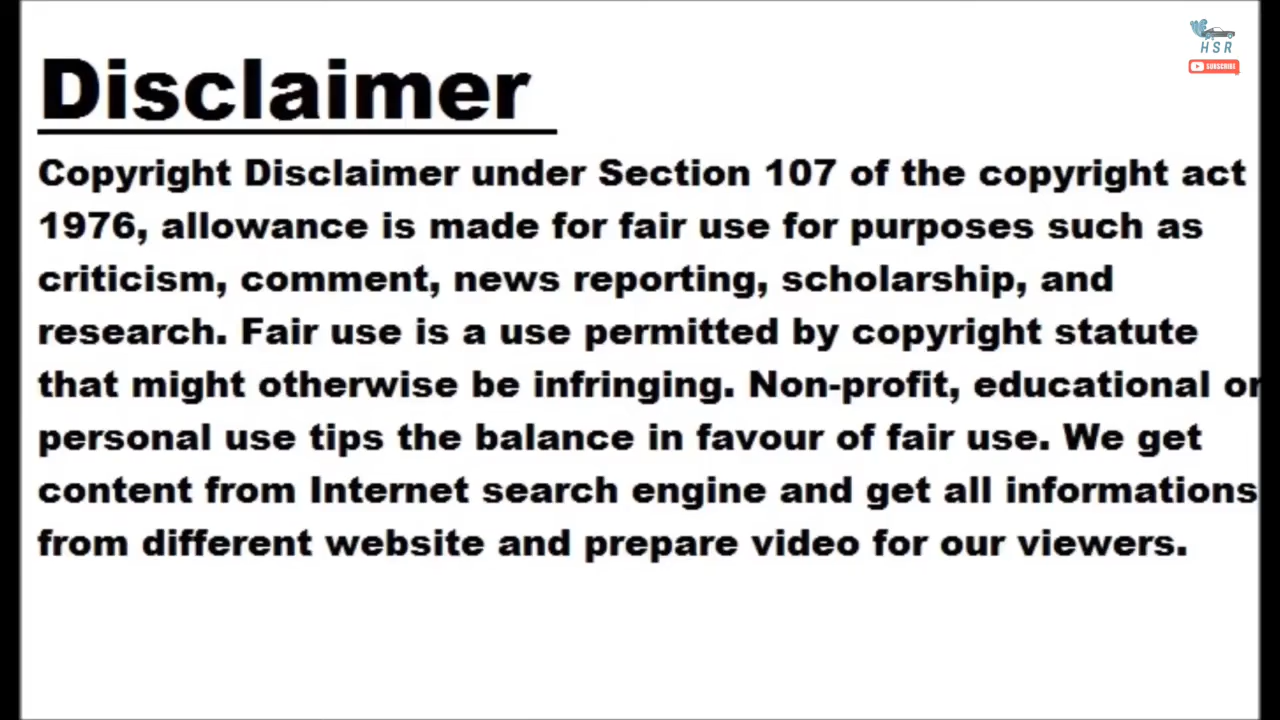 HSR
SUBSCRIBE
Disclaimer
Copyright Disclaimer under Section 107 of the copyright act
1976, allowance is made for fair use for purposes such as
criticism, comment, news reporting, scholarship, and
research. Fair use is a use permitted by copyright statute
that might otherwise be infringing. Non-profit, educational or
personal use tips the balance in favour of fair use. We get
content from Internet search engine and get all informations
from different website and prepare video for our viewers.